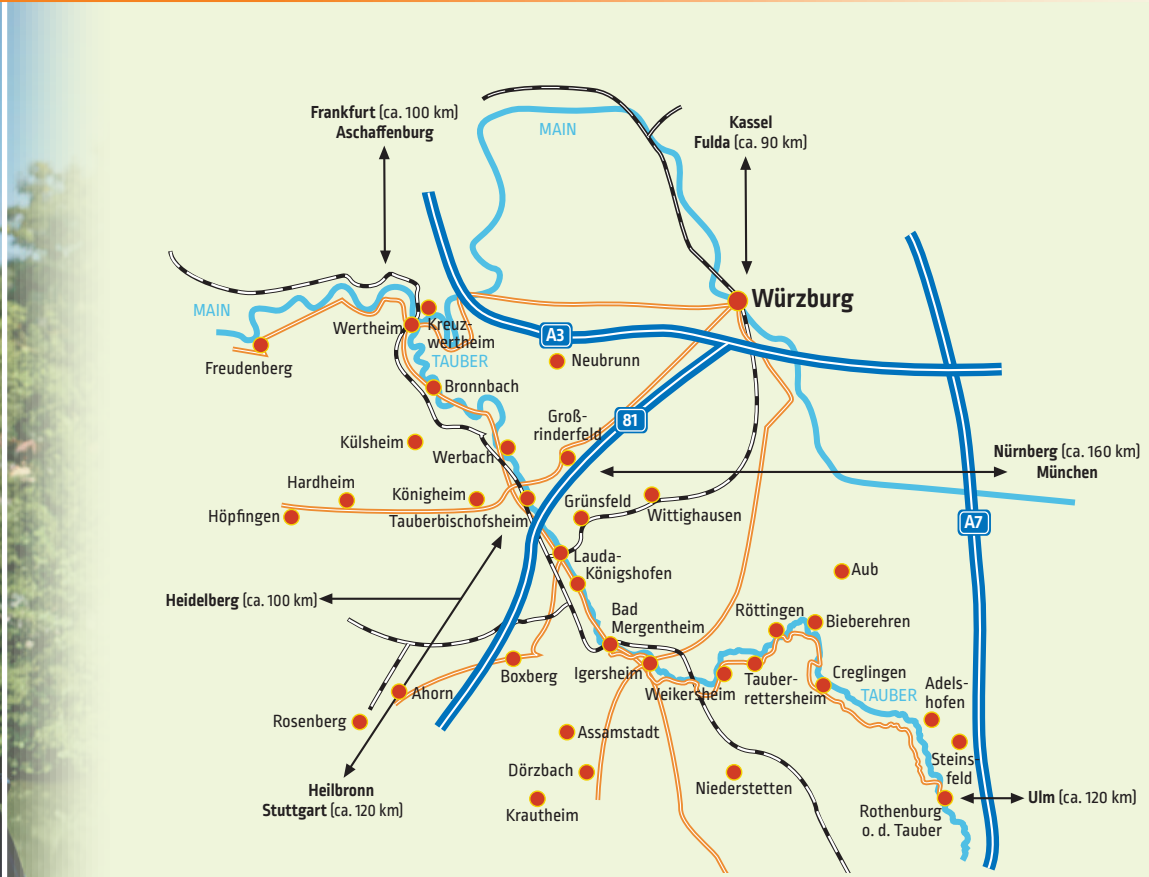 Frankfurt (ca. 100 km)
Aschaffenburg
MAIN
Kassel
Fulda (ca. 90 km)
MAIN
Würzburg
Wertheim
Kreuz-
wertheim
A3
TAUBER
Neubrunn
Freudenberg
Bronnbach
Groß-
rinderfeld
81
Külsheim
Werbach
Nürnberg (ca. 160 km)
München
Hardheim
Königheim
Grünsfeld
Wittighausen
Höpfingen
Tauberbischofsheim
A7
Lauda-
Königshofen
Aub
Heidelberg (ca. 100 km)
Bad
Mergentheim
Röttingen
Bieberehren
Boxberg
Igersheim
Weikersheim
Tauber-
rettersheim
Creglingen
TAUBER
Adels-
hofen
Ahorn
Rosenberg
Assamstadt
Steins-
feld
Dörzbach
Niederstetten
Heilbronn
Stuttgart (ca. 120 km)
Krautheim
Rothenburg
o. d. Tauber
Ulm (ca. 120 km)